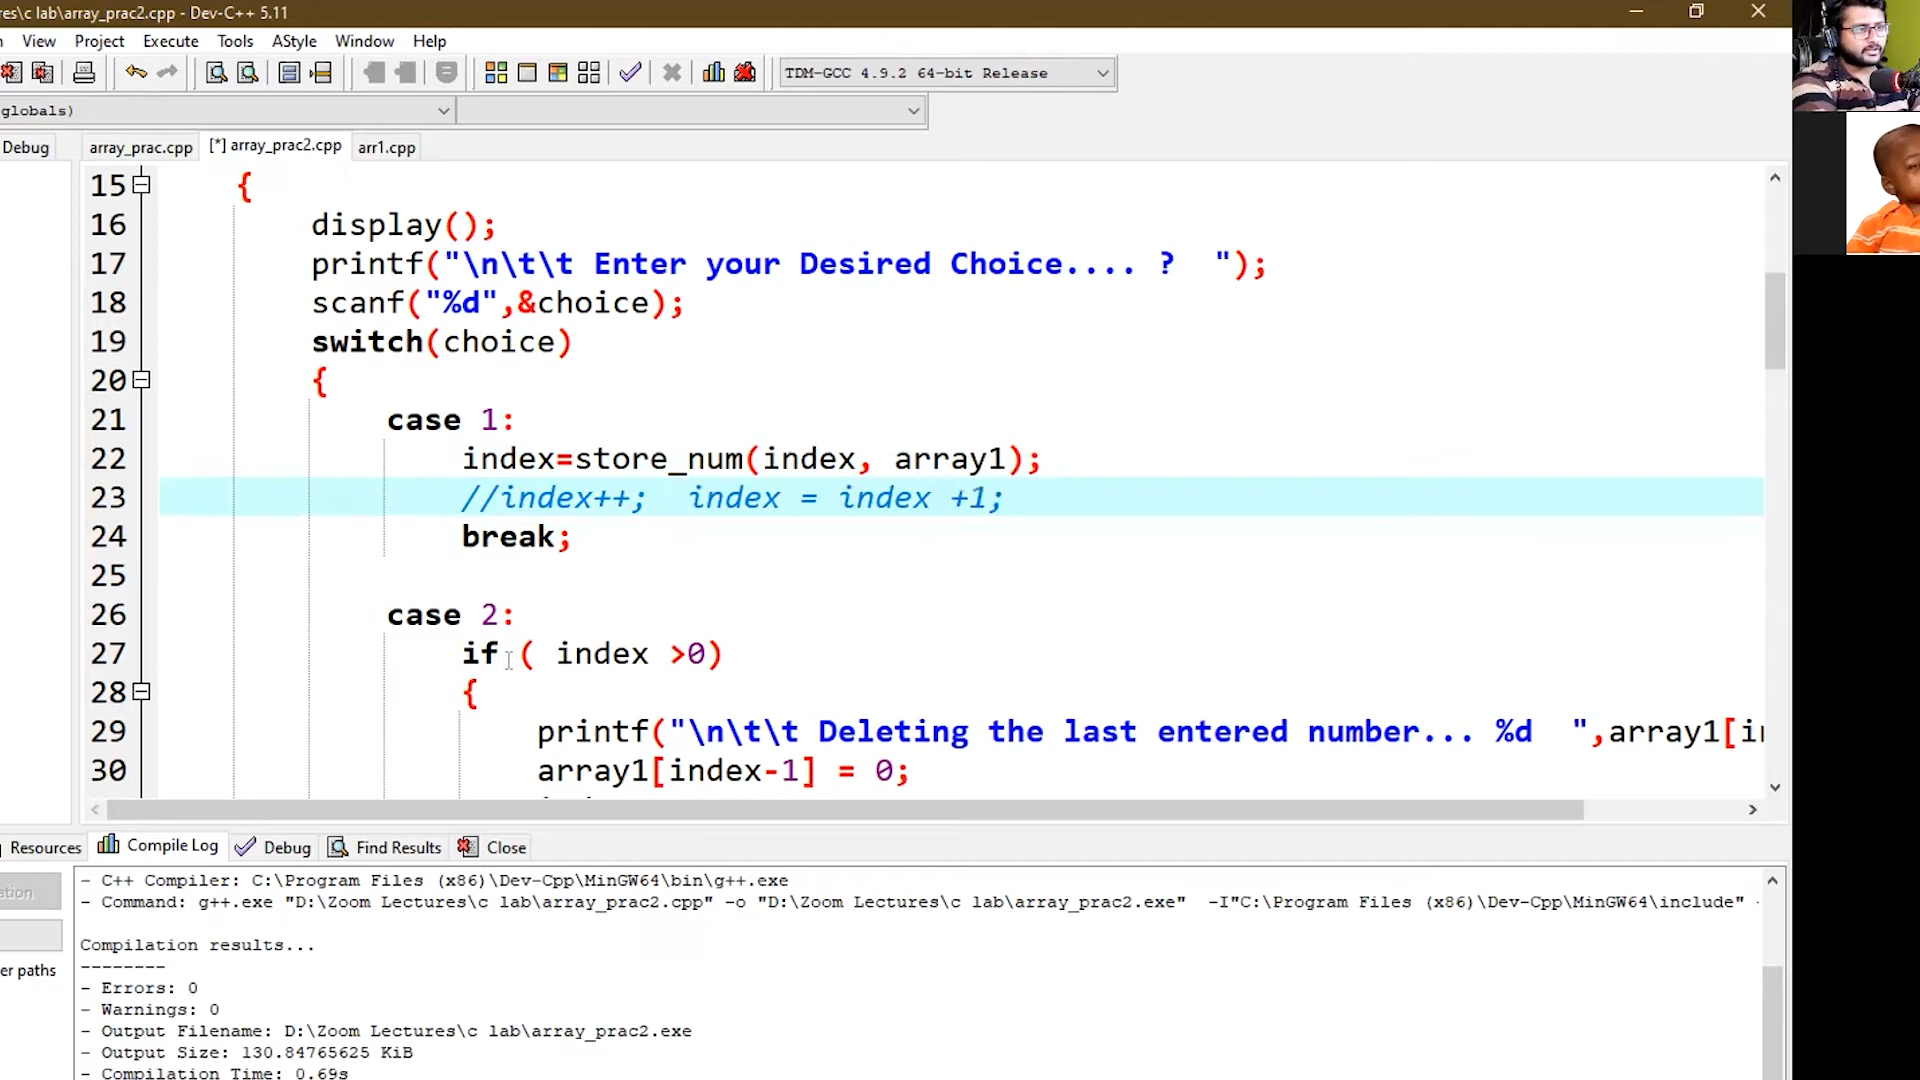 res\c lab\array_prac2.cpp - Dev-C++ 5.11
View Project Execute Tools AStyle Window Help
TDM-GCC 4.9.2 64-bit Release
globals)
Debug array_prac.cpp [*] array_prac2.cpp arr1.cpp
15 {
16 display();
17 printf("\n\t\t Enter your Desired Choice.... ?  ");
18 scanf("%d",&choice);
19 switch(choice)
20 {
21 case 1:
22 index=store_num(index, array1);
23 //index++;  index = index +1;
24 break;
25
26 case 2:
27 if ( index >0)
28 {
29 printf("\n\t\t Deleting the last entered number... %d  ",array1[i
30 array1[index-1] = 0;
Resources Compile Log Debug Find Results Close
- C++ Compiler: C:\Program Files (x86)\Dev-Cpp\MinGW64\bin\g++.exe
- Command: g++.exe "D:\Zoom Lectures\c lab\array_prac2.cpp" -o "D:\Zoom Lectures\c lab\array_prac2.exe"  -I"C:\Program Files (x86)\Dev-Cpp\MinGW64\include" -
Compilation results...
--------
- Errors: 0
- Warnings: 0
- Output Filename: D:\Zoom Lectures\c lab\array_prac2.exe
- Output Size: 130.84765625 KiB
- Compilation Time: 0.69s
ation
er paths